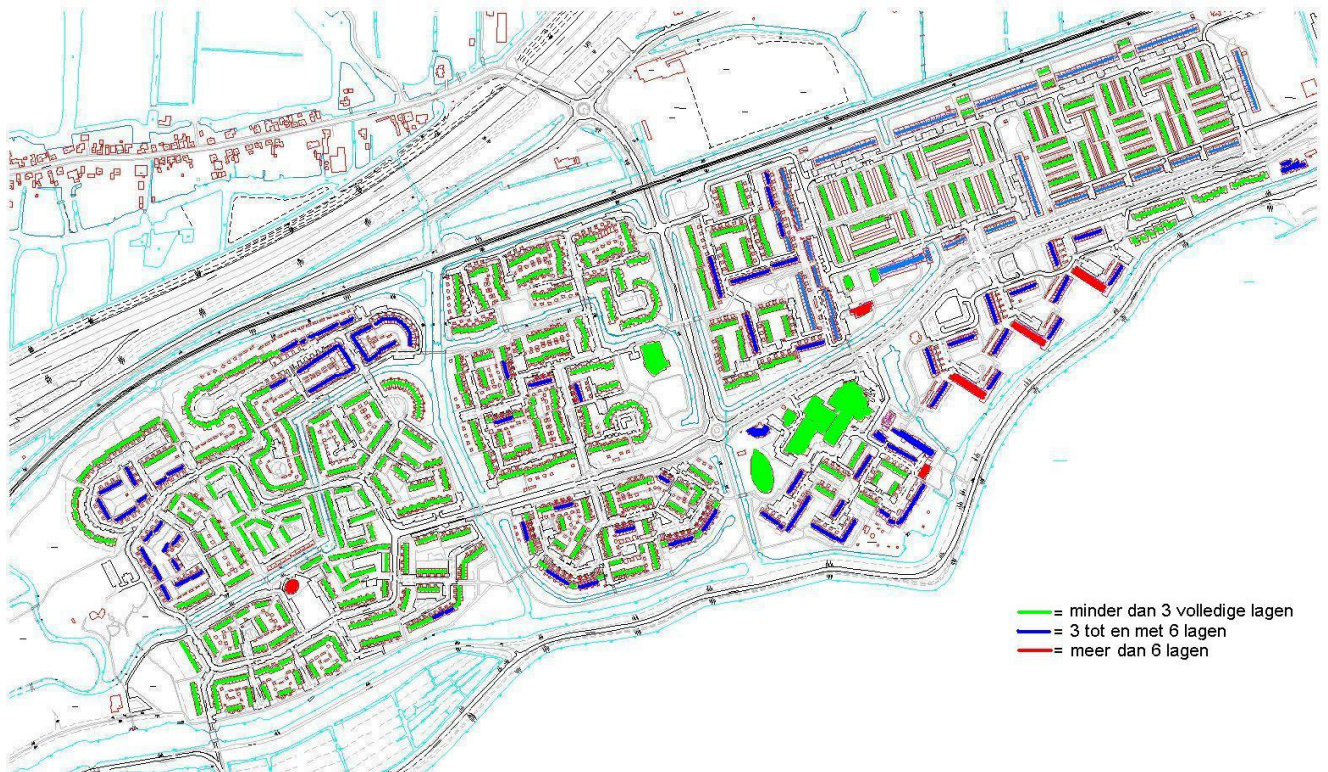 = minder dan 3 volledige lagen
= 3 tot en met 6 lagen
= meer dan 6 lagen